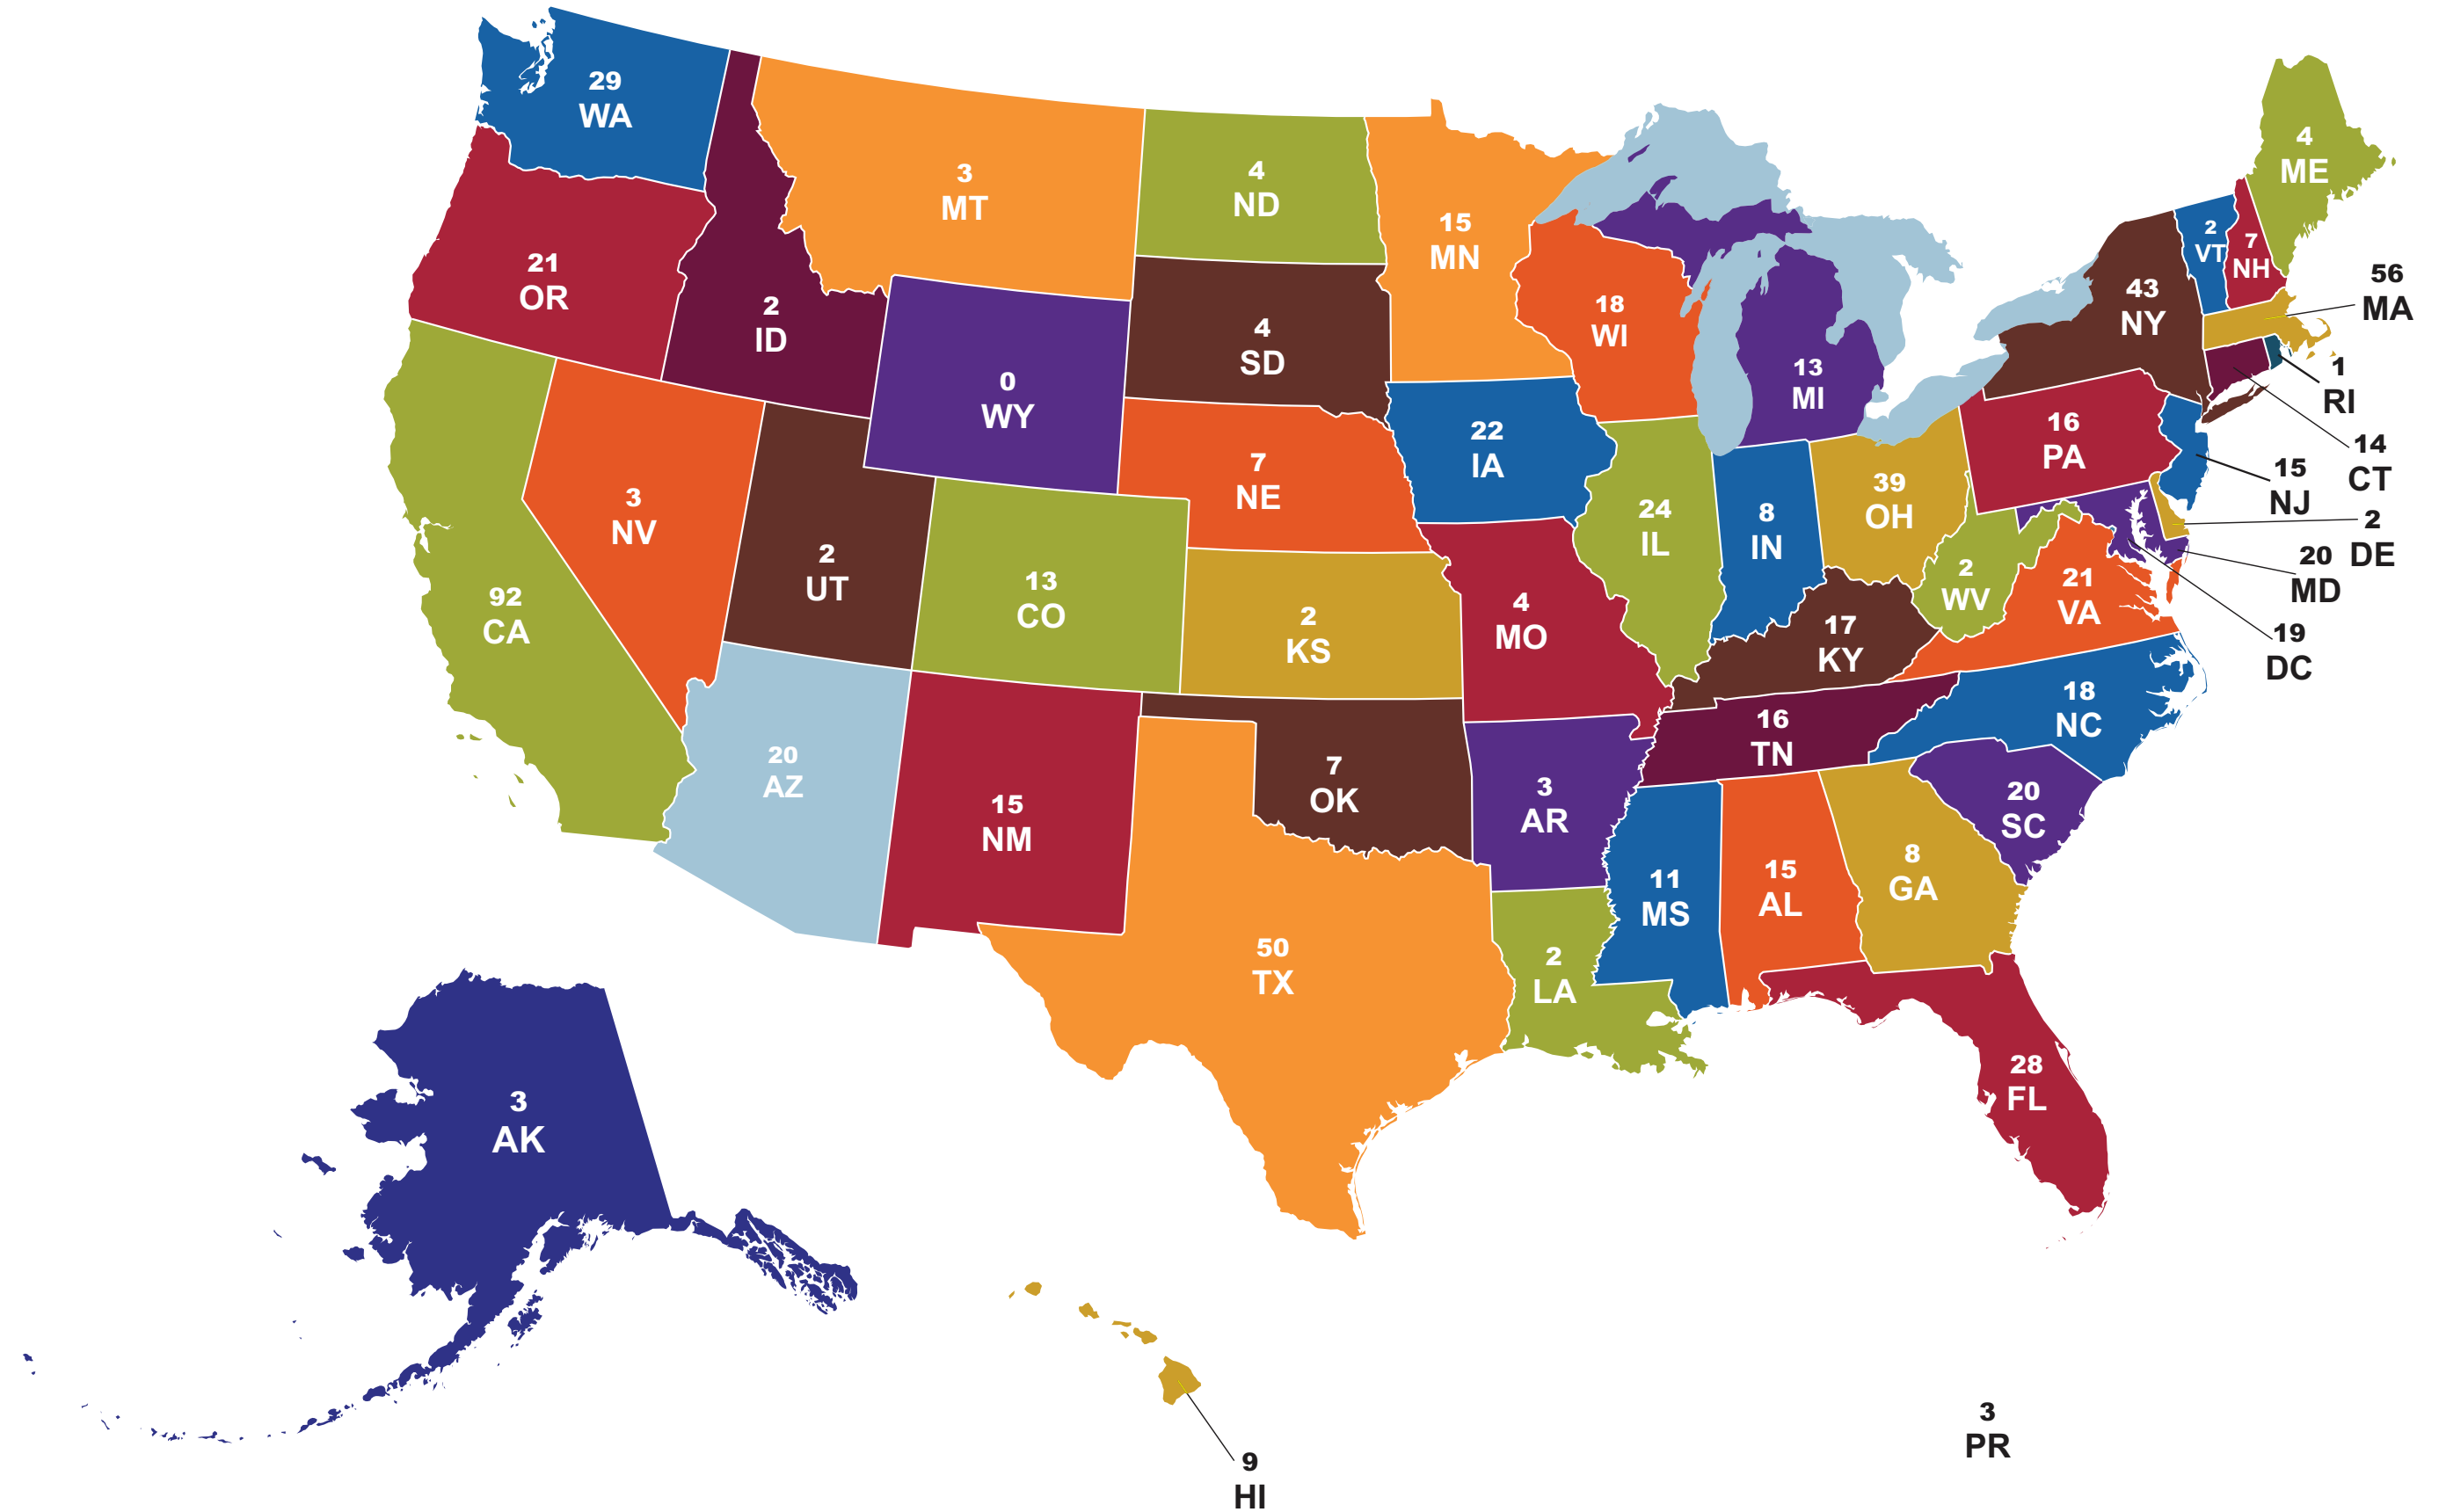 29
WA
3
MT
4
ND
15
MN
4
ME
2
VT
7
NH
56
MA
21
OR
2
ID
4
SD
18
WI
13
MI
43
NY
1
RI
0
WY
22
IA
16
PA
14
CT
15
NJ
3
NV
2
UT
7
NE
24
IL
8
IN
39
OH
2
DE
20
MD
92
CA
13
CO
2
KS
4
MO
17
KY
2
WV
21
VA
19
DC
20
AZ
15
NM
7
OK
3
AR
16
TN
18
NC
20
SC
50
TX
2
LA
11
MS
15
AL
8
GA
28
FL
3
AK
9
HI
3
PR